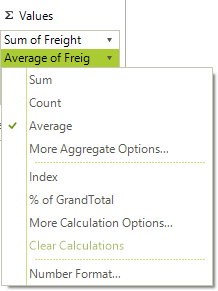 Σ Values
Sum of Freight
Average of Freig
Sum
Count
Average
More Aggregate Options...
Index
% of GrandTotal
More Calculation Options...
Clear Calculations
Number Format...